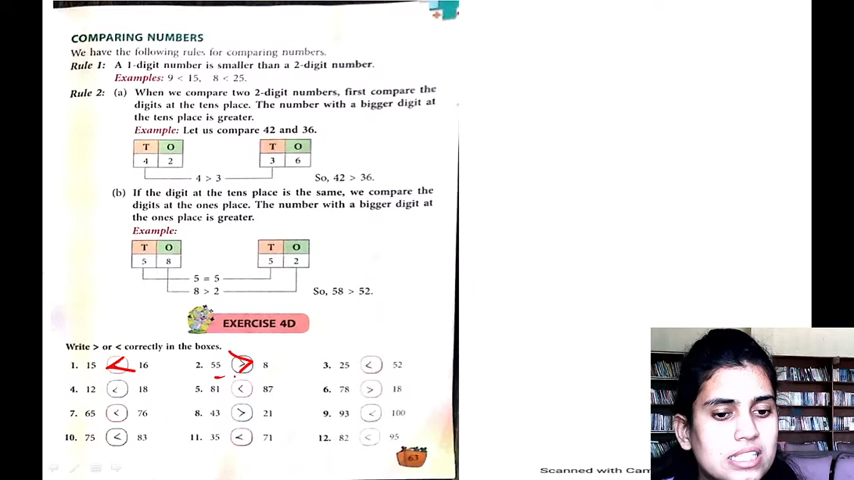 COMPARING NUMBERS
We have the following rules for comparing numbers.
Rule 1: A 1-digit number is smaller than a 2-digit number.
Examples: 9 < 15, 8 < 25.
Rule 2: (a) When we compare two 2-digit numbers, first compare the
digits at the tens place. The number with a bigger digit at
the tens place is greater.
Example: Let us compare 42 and 36.
T O T O
4 2 3 6
4 > 3 So, 42 > 36.
(b) If the digit at the tens place is the same, we compare the
digits at the ones place. The number with a bigger digit at
the ones place is greater.
Example:
T O T O
5 8 5 2
5 = 5
8 > 2 So, 58 > 52.
EXERCISE 4D
Write > or < correctly in the boxes.
1. 15 < 16 2. 55 > 8 3. 25 < 52
4. 12 < 18 5. 81 < 87 6. 78 > 18
7. 65 < 76 8. 43 > 21 9. 93 < 100
10. 75 < 83 11. 35 < 71 12. 82 < 95
63
Scanned with